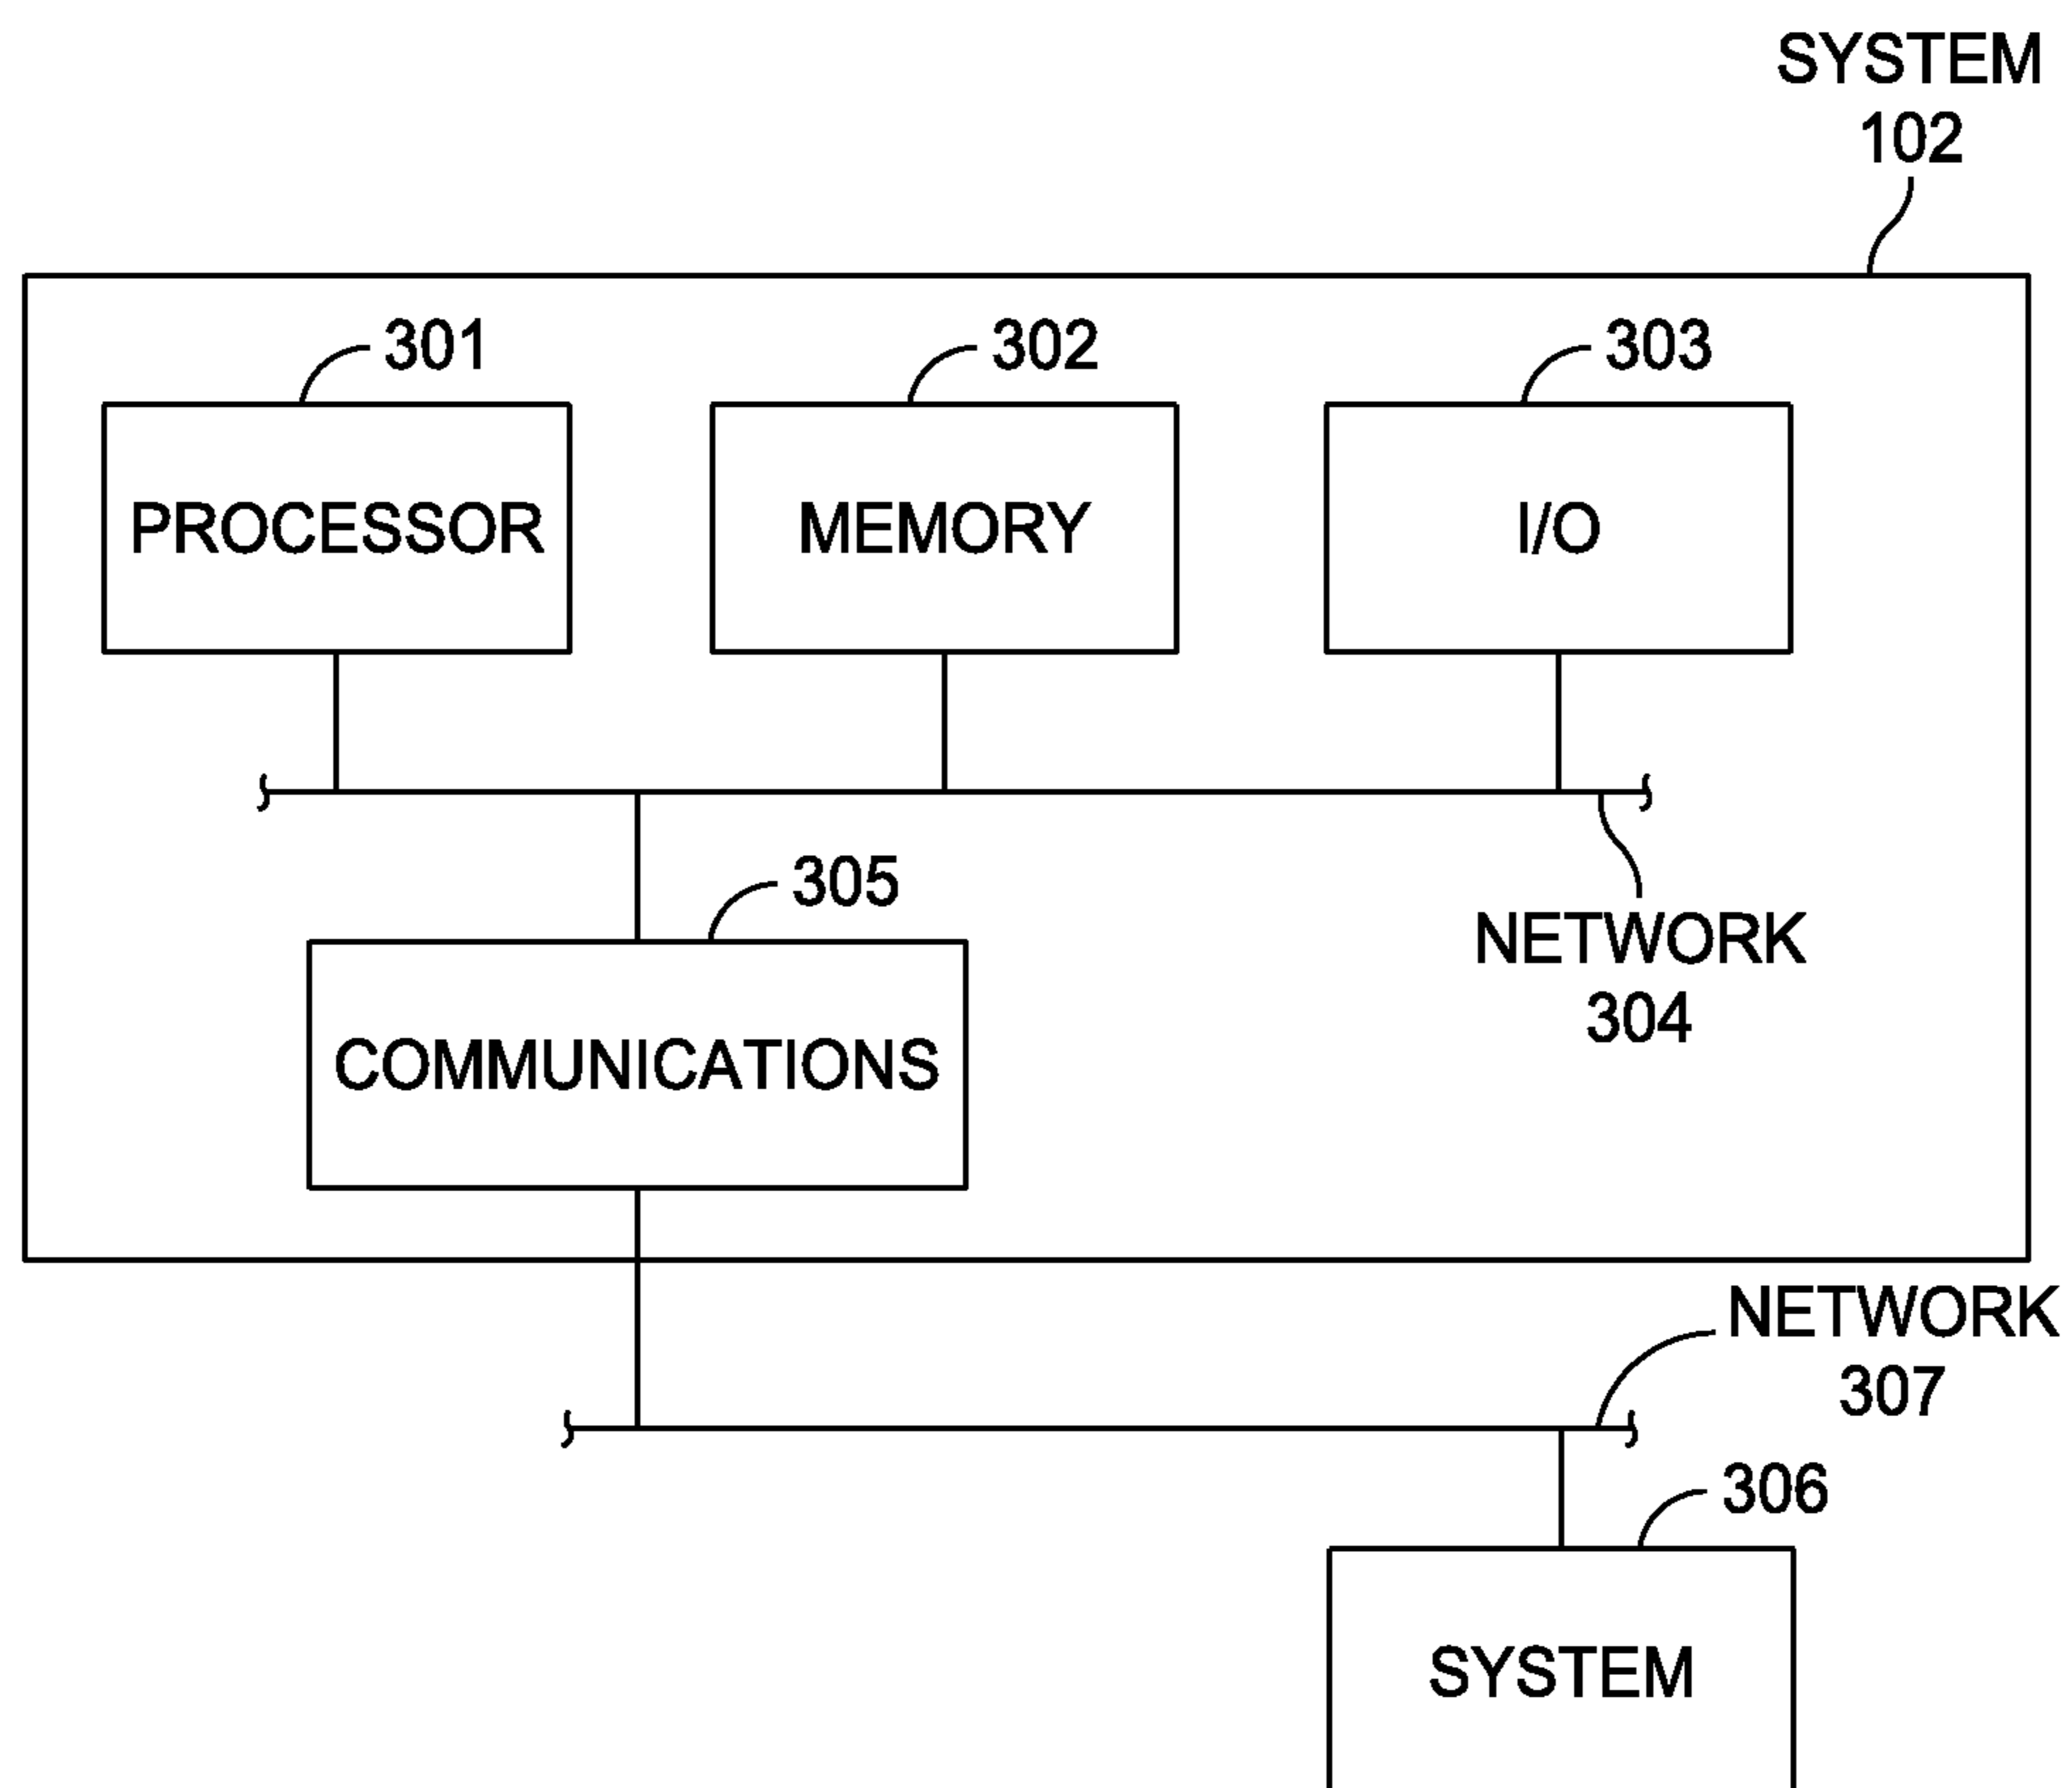 SYSTEM
102
301
302
303
PROCESSOR
MEMORY
I/O
305
NETWORK
304
COMMUNICATIONS
NETWORK
307
306
SYSTEM